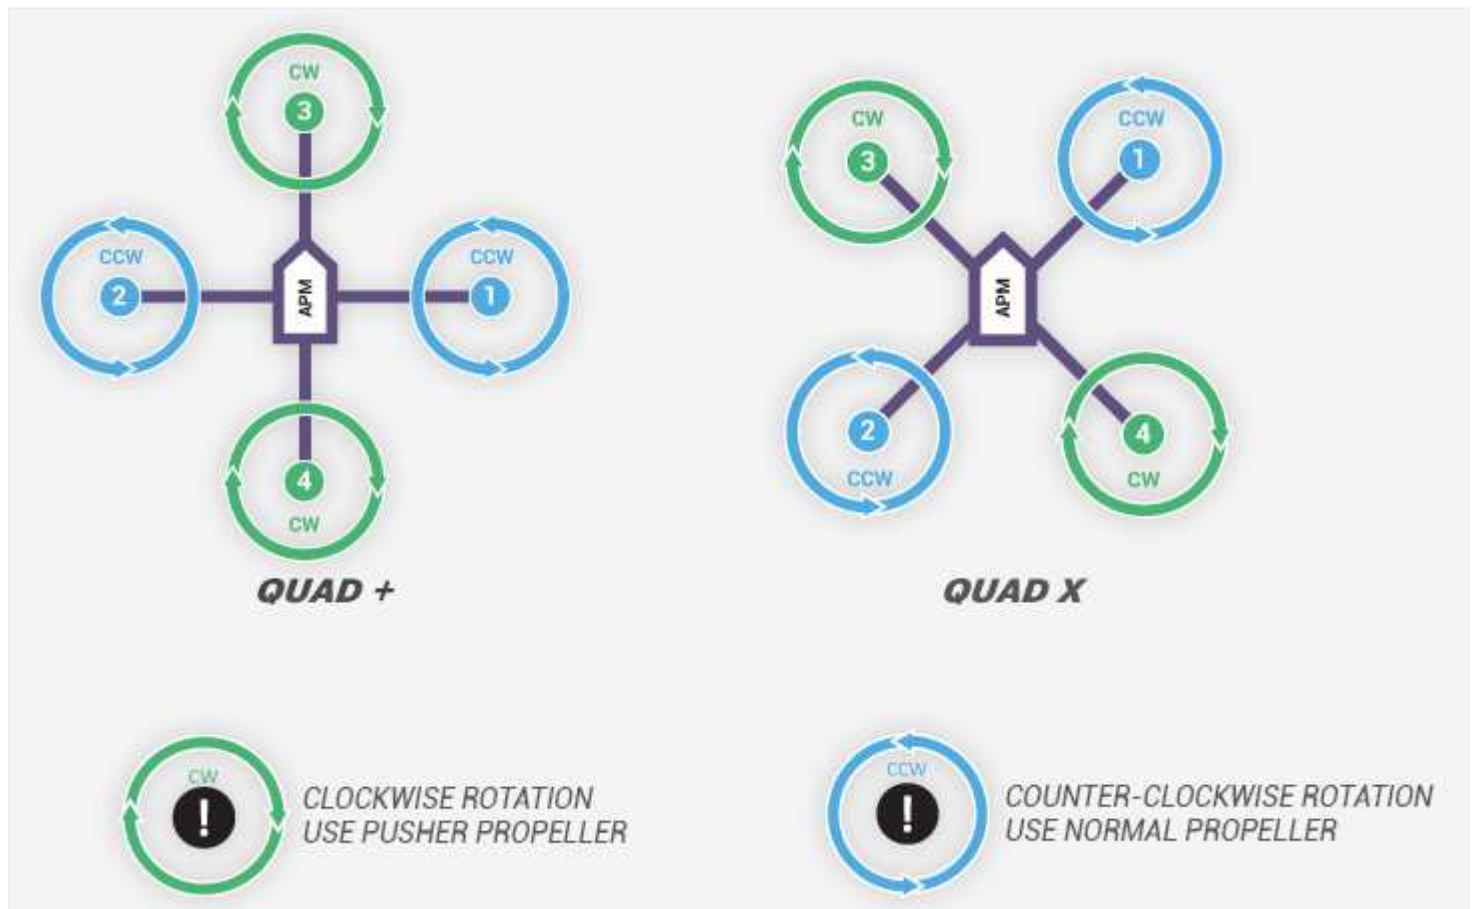 CW
3
CCW
2
APM
CCW
1
4
CW
QUAD +
CW
3
CCW
1
APM
2
CCW
4
CW
QUAD X
CW
!
CLOCKWISE ROTATION
USE PUSHER PROPELLER
CCW
!
COUNTER-CLOCKWISE ROTATION
USE NORMAL PROPELLER